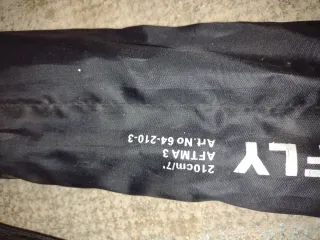 FLY
210cm/7'
AFTMA 3
Art.No 64-210-3